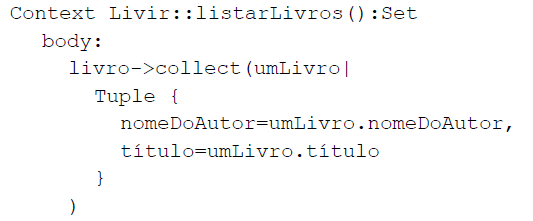 Context Livir::listarLivros():Set
body:
livro->collect(umLivro|
Tuple {
nomeDoAutor=umLivro.nomeDoAutor,
título=umLivro.título
}
)